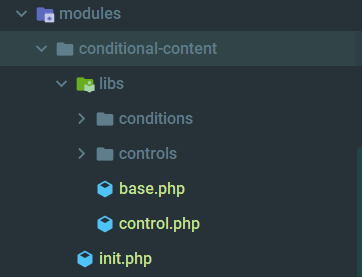 modules
conditional-content
libs
conditions
controls
base.php
control.php
init.php